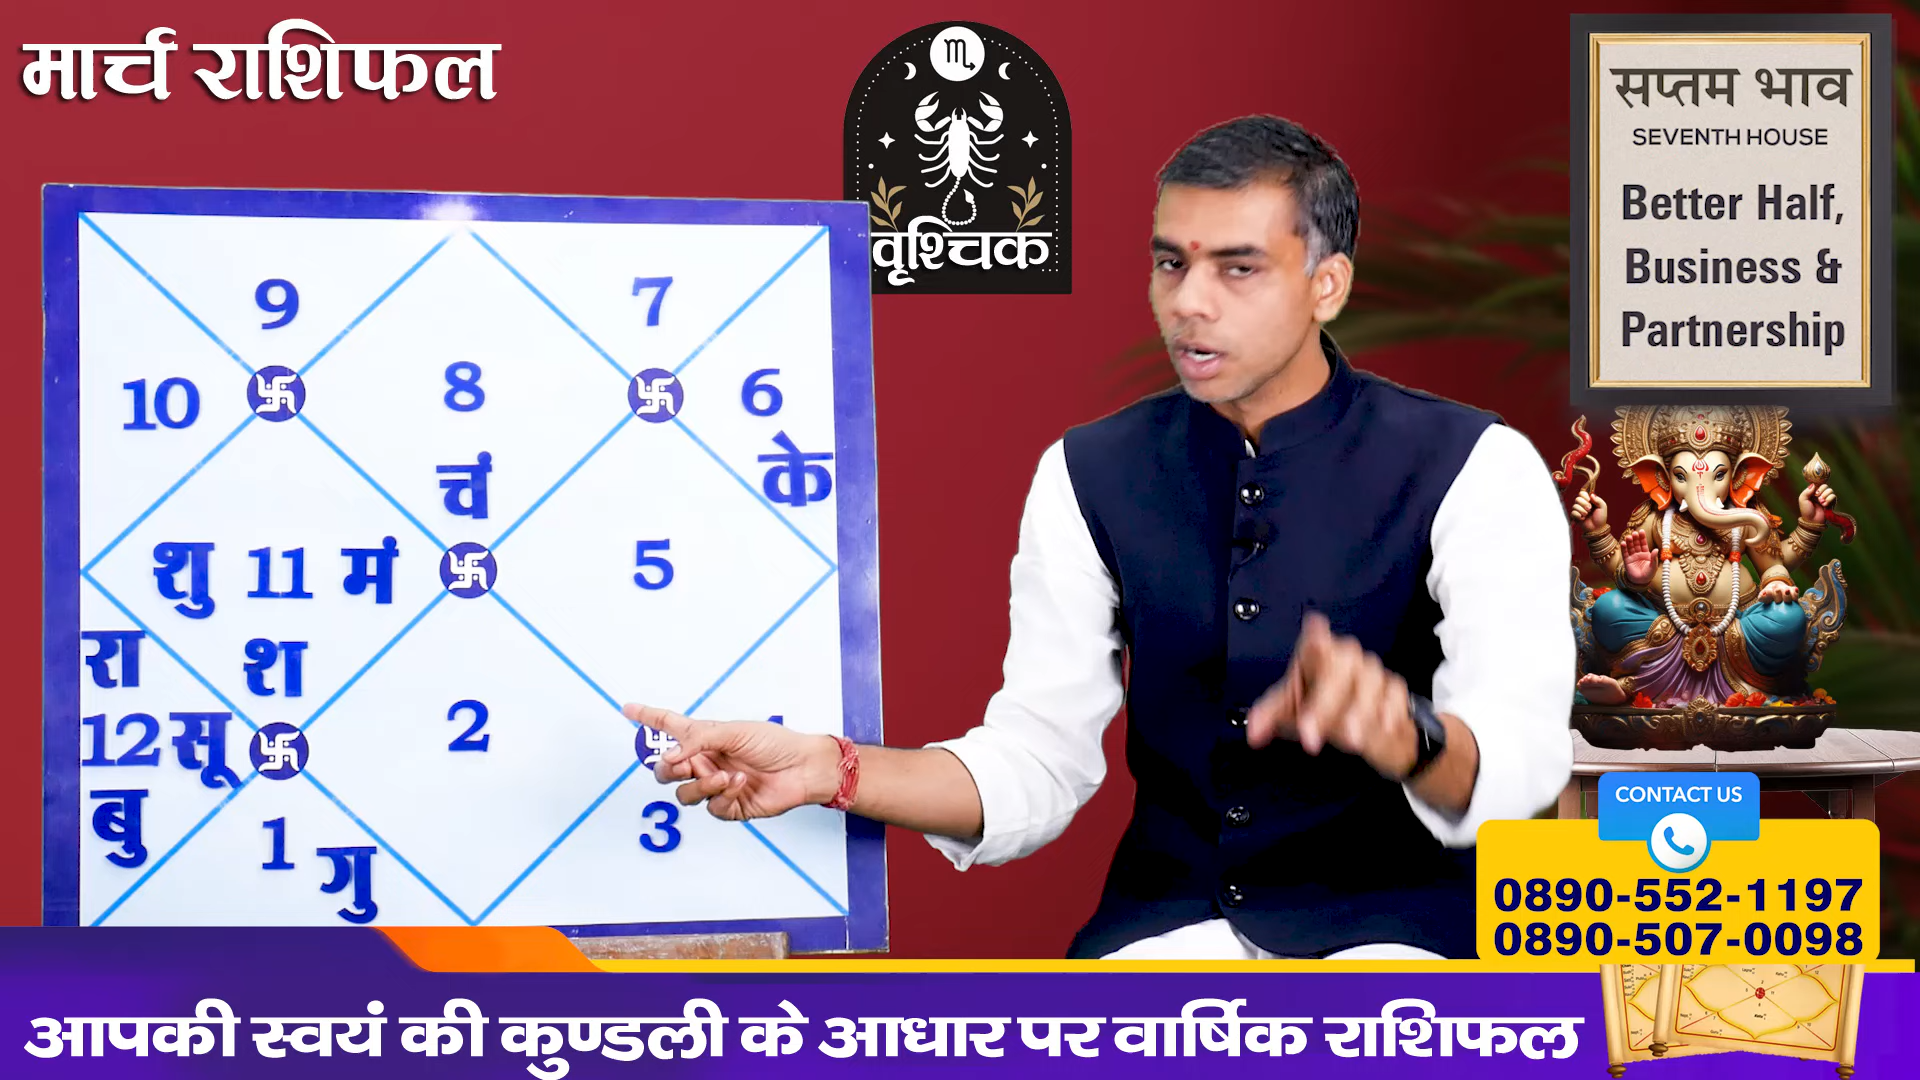 मार्च राशिफल
वृश्चिक
सप्तम भाव
SEVENTH HOUSE
Better Half,
Business &
Partnership
9
7
10
8
6
चं
के
शु 11 मं
5
रा
श
12 सू
2
बु
1 गु
3
CONTACT US
0890-552-1197
0890-507-0098
आपकी स्वयं की कुण्डली के आधार पर वार्षिक राशिफल